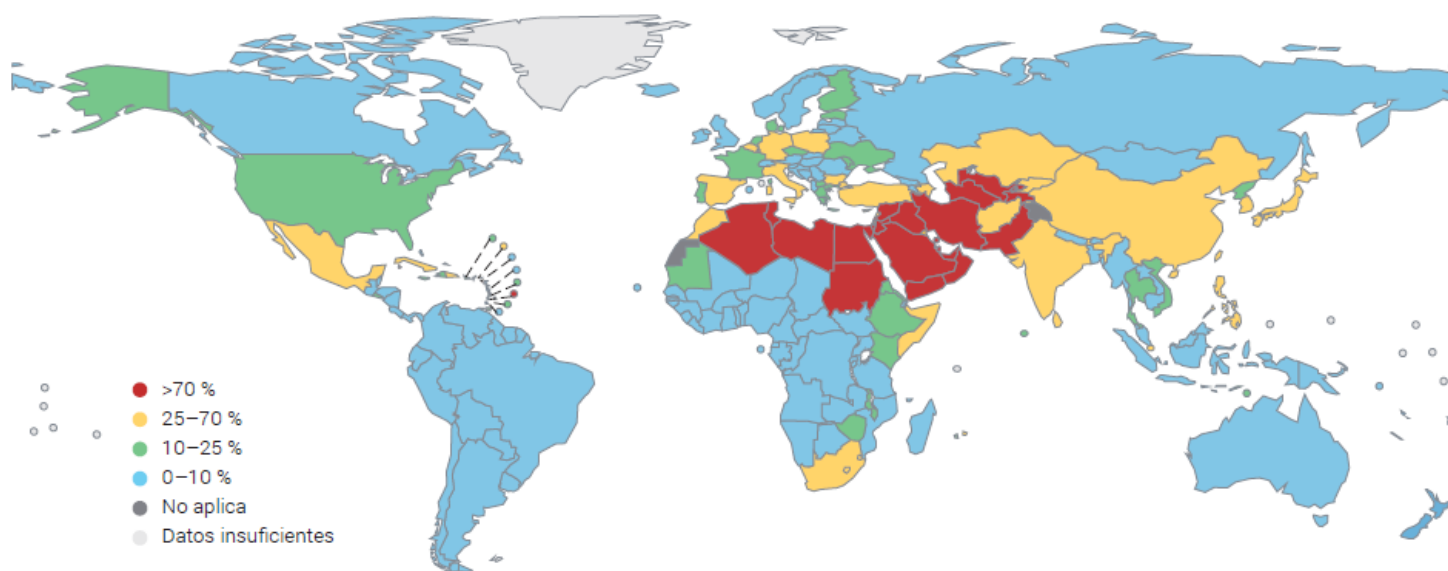 >70 %
25–70 %
10–25 %
0–10 %
No aplica
Datos insuficientes